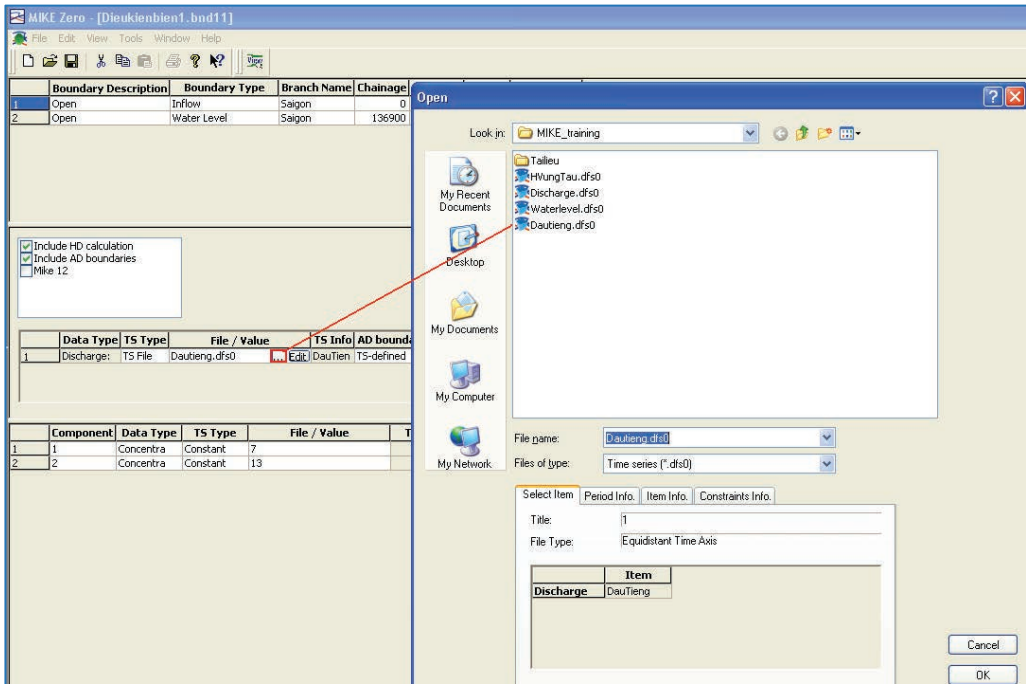 MIKE Zero - [Dieukienbien1.bnd11]
File Edit View Tools Window Help
Boundary Description Boundary Type Branch Name Chainage
1 Open Inflow Saigon 0
2 Open Water Level Saigon 136900
Include HD calculation
Include AD boundaries
Mike 12
Data Type TS Type File / Value TS Info AD bounda
1 Discharge: TS File Dautieng.dfs0 ... Edit DauTien TS-defined
Component Data Type TS Type File / Value T
1 1 Concentra Constant 7
2 2 Concentra Constant 13
Open
Look in: MIKE_training
My Recent Documents
Desktop
My Documents
My Computer
My Network
Tailieu
HVungTau.dfs0
Discharge.dfs0
Waterlevel.dfs0
Dautieng.dfs0
File name: Dautieng.dfs0
Files of type: Time series (*.dfs0)
Select Item Period Info. Item Info. Constraints Info.
Title: 1
File Type: Equidistant Time Axis
Item
Discharge DauTieng
Cancel
OK